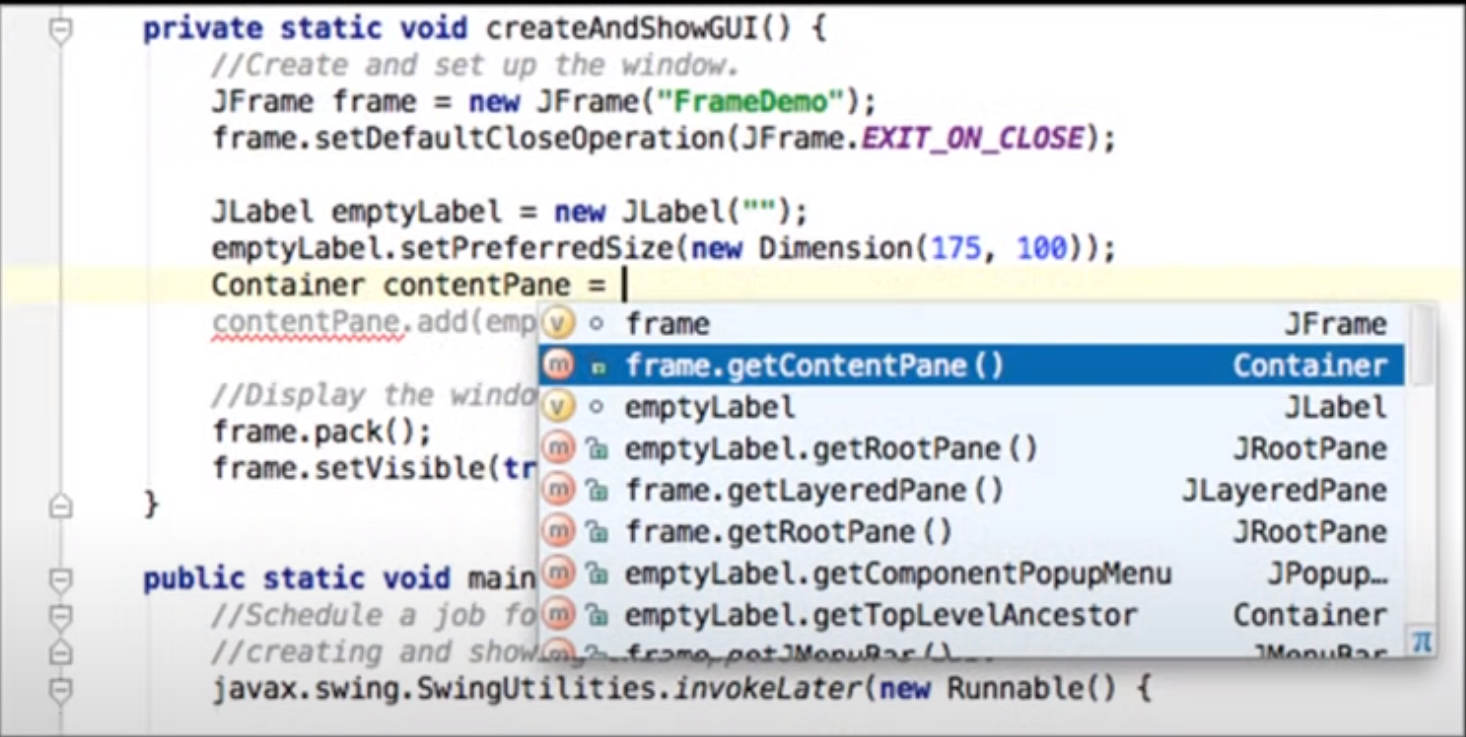 private static void createAndShowGUI() {
//Create and set up the window.
JFrame frame = new JFrame("FrameDemo");
frame.setDefaultCloseOperation(JFrame.EXIT_ON_CLOSE);
JLabel emptyLabel = new JLabel("");
emptyLabel.setPreferredSize(new Dimension(175, 100));
Container contentPane =
contentPane.add(emp
v frame JFrame
m frame.getContentPane() Container
//Display the windo
v emptyLabel JLabel
frame.pack();
m emptyLabel.getRootPane() JRootPane
frame.setVisible(tr
m frame.getLayeredPane() JLayeredPane
}
m frame.getRootPane() JRootPane
public static void main
m emptyLabel.getComponentPopupMenu JPopup…
//Schedule a job fo
m emptyLabel.getTopLevelAncestor Container
//creating and showing
frame.getJMenuBar() JMenuBar
π
javax.swing.SwingUtilities.invokeLater(new Runnable() {